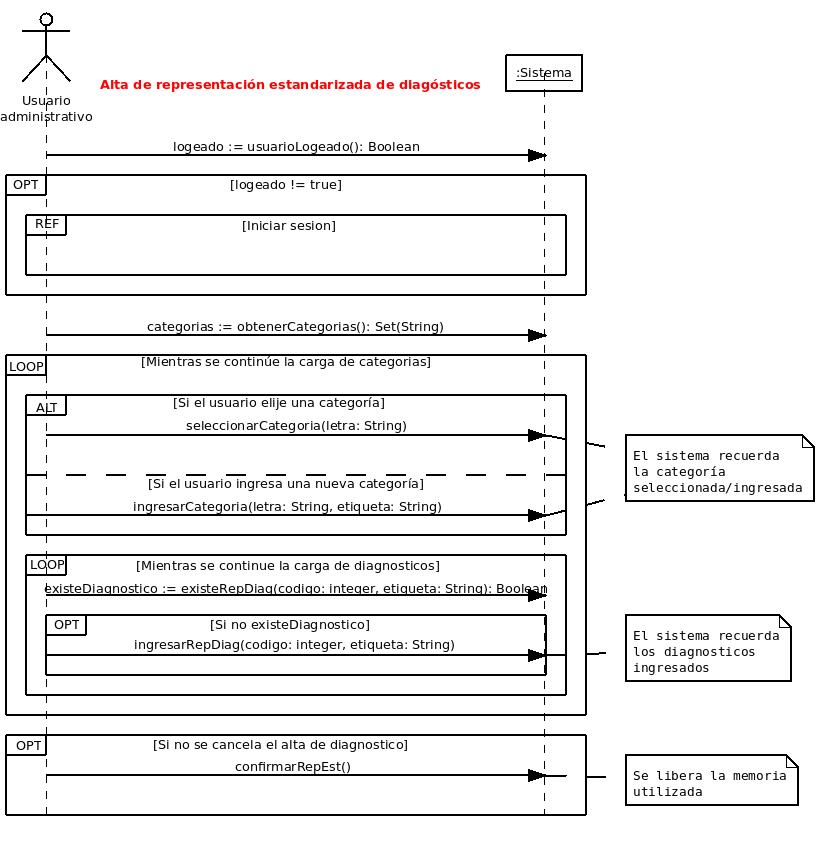 Alta de representación estandarizada de diagósticos
:Sistema
Usuario
administrativo
logeado := usuarioLogeado(): Boolean
OPT
[logeado != true]
REF
[Iniciar sesion]
categorias := obtenerCategorias(): Set(String)
LOOP
[Mientras se continúe la carga de categorias]
ALT
[Si el usuario elije una categoría]
seleccionarCategoria(letra: String)
El sistema recuerda
la categoría
seleccionada/ingresada
[Si el usuario ingresa una nueva categoría]
ingresarCategoria(letra: String, etiqueta: String)
LOOP
[Mientras se continue la carga de diagnosticos]
existeDiagnostico := existeRepDiag(codigo: integer, etiqueta: String): Boolean
OPT
[Si no existeDiagnostico]
ingresarRepDiag(codigo: integer, etiqueta: String)
El sistema recuerda
los diagnosticos
ingresados
OPT
[Si no se cancela el alta de diagnostico]
confirmarRepEst()
Se libera la memoria
utilizada